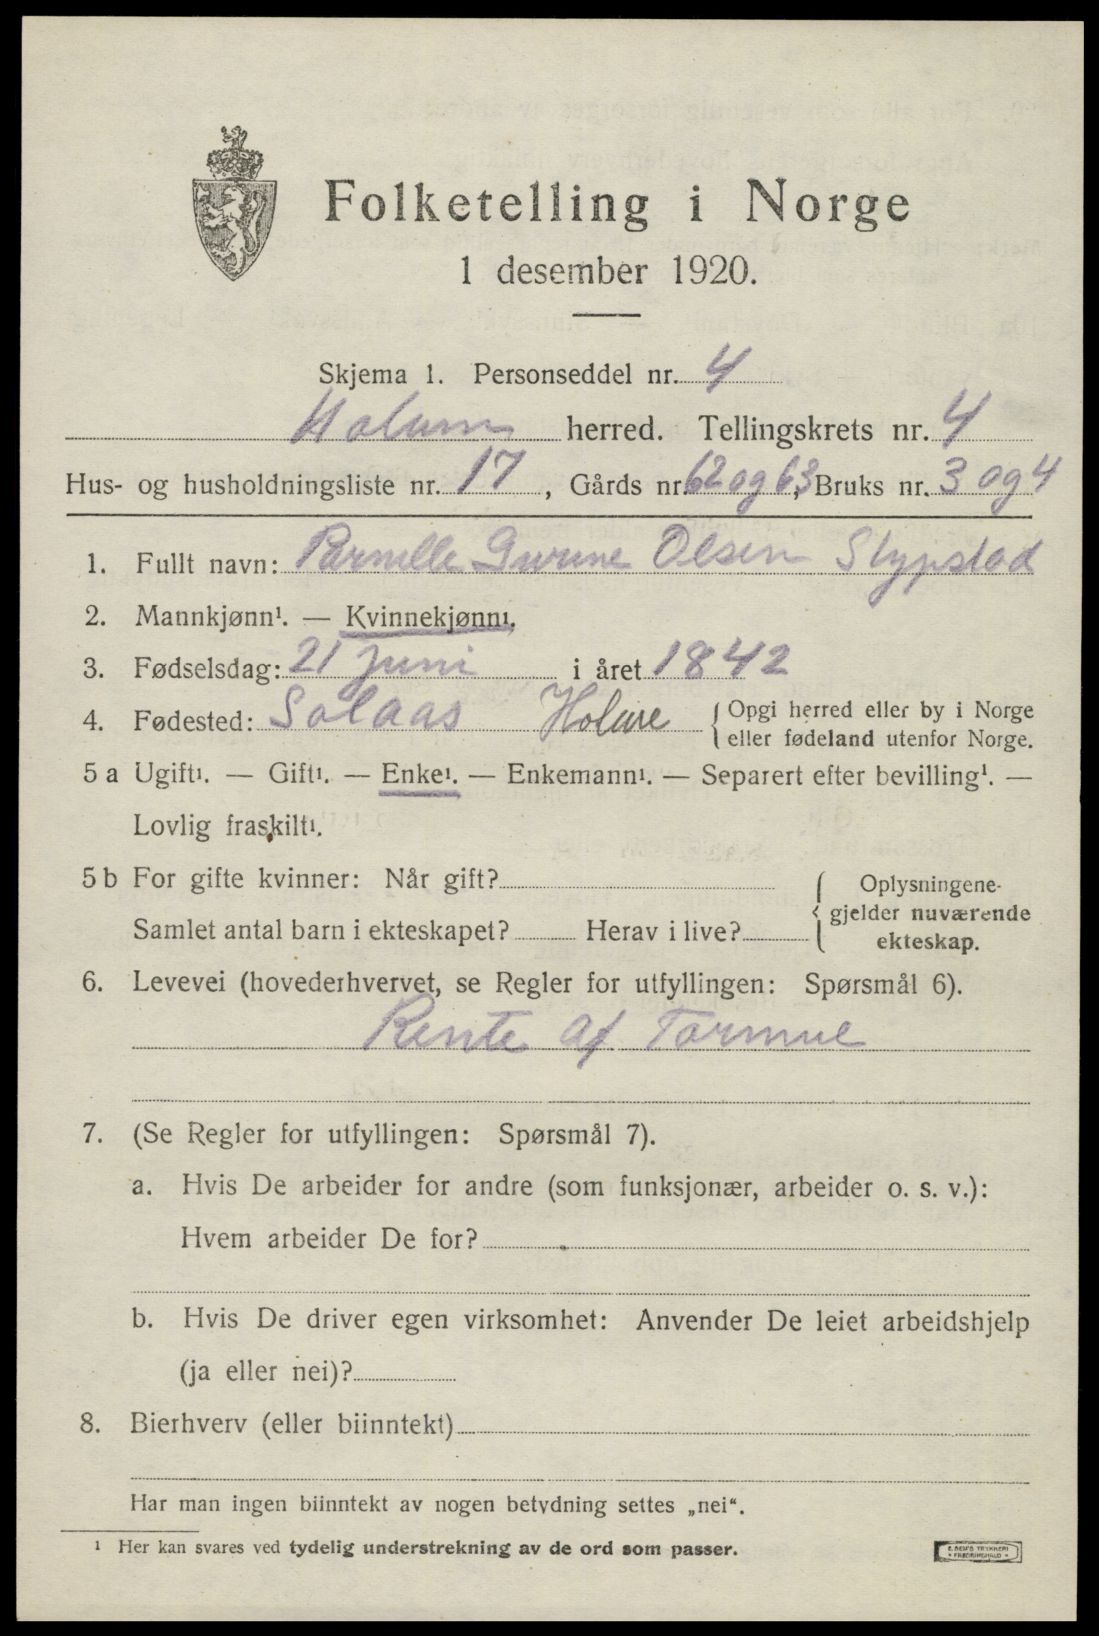 Folketelling i Norge
1 desember 1920.
Skjema 1. Personseddel nr. 4
Holum herred. Tellingskrets nr. 4
Hus- og husholdningsliste nr. 17, Gårds nr. 62 og 63, Bruks nr. 3 og 4
1. Fullt navn: Pernille Gurine Olsen Stypstad
2. Mannkjønn¹. — Kvinnekjønn¹.
3. Fødselsdag: 21 juni i året 1842
4. Fødested: Solaas Holum { Opgi herred eller by i Norge
eller fødeland utenfor Norge.
5 a Ugift¹. — Gift¹. — Enke¹. — Enkemann¹. — Separert efter bevilling¹. —
Lovlig fraskilt¹.
5 b For gifte kvinner: Når gift? { Oplysningene
Samlet antal barn i ekteskapet? Herav i live? gjelder nuværende
ekteskap.
6. Levevei (hovederhvervet, se Regler for utfyllingen: Spørsmål 6).
Rente af Formue
7. (Se Regler for utfyllingen: Spørsmål 7).
a. Hvis De arbeider for andre (som funksjonær, arbeider o. s. v.):
Hvem arbeider De for?
b. Hvis De driver egen virksomhet: Anvender De leiet arbeidshjelp
(ja eller nei)?
8. Bierhverv (eller biinntekt)
Har man ingen biinntekt av nogen betydning settes „nei“.
¹ Her kan svares ved tydelig understrekning av de ord som passer.